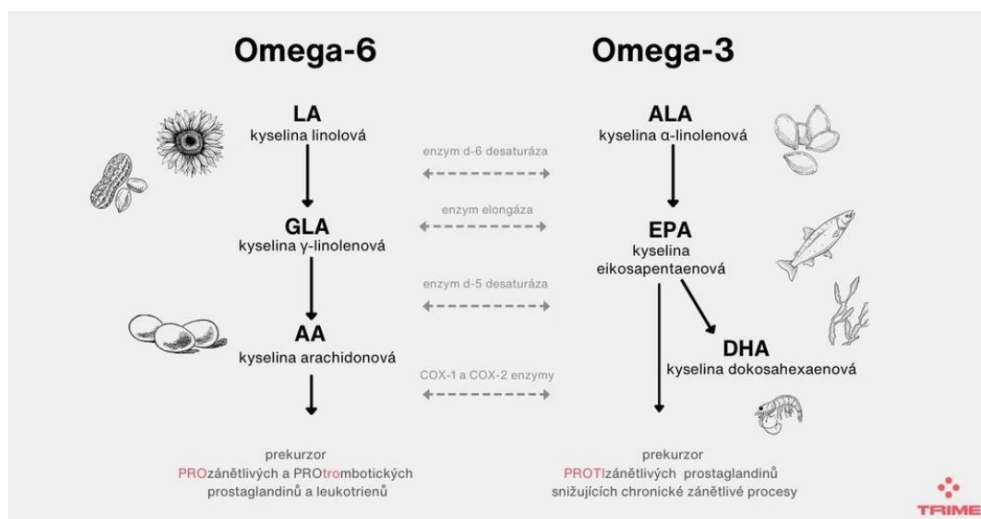 Omega-6
Omega-3
LA
kyselina linolová
ALA
kyselina α-linolenová
enzym d-6 desaturáza
enzym elongáza
GLA
kyselina γ-linolenová
EPA
kyselina
eikosapentaenová
enzym d-5 desaturáza
AA
kyselina arachidonová
DHA
kyselina dokosahexaenová
COX-1 a COX-2 enzymy
prekurzor
PROzánětlivých a PROtrombotických
prostaglandinů a leukotrienů
prekurzor
PROTIzánětlivých prostaglandinů
snižujících chronické zánětlivé procesy
TRIME